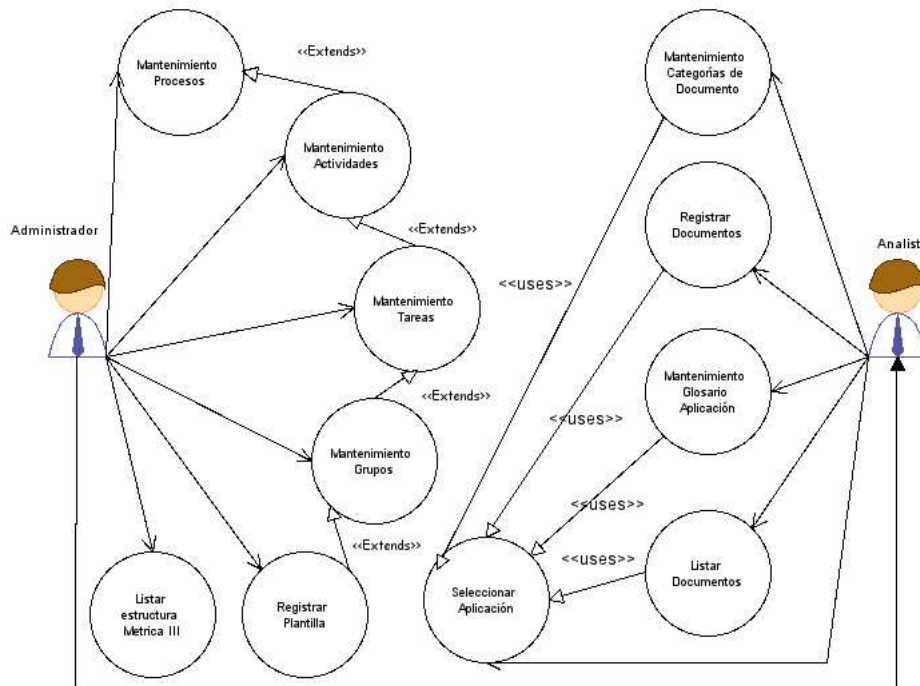 <<Extends>>
Mantenimiento
Procesos
Mantenimiento
Categorías de
Documento
Mantenimiento
Actividades
Administrador
<<Extends>>
Registrar
Documentos
Analist
<<uses>>
Mantenimiento
Tareas
Mantenimiento
Glosario
Aplicación
<<Extends>>
<<uses>>
Mantenimiento
Grupos
<<uses>>
<<Extends>>
<<uses>>
Listar
estructura
Metrica III
Registrar
Plantilla
Seleccionar
Aplicación
Listar
Documentos